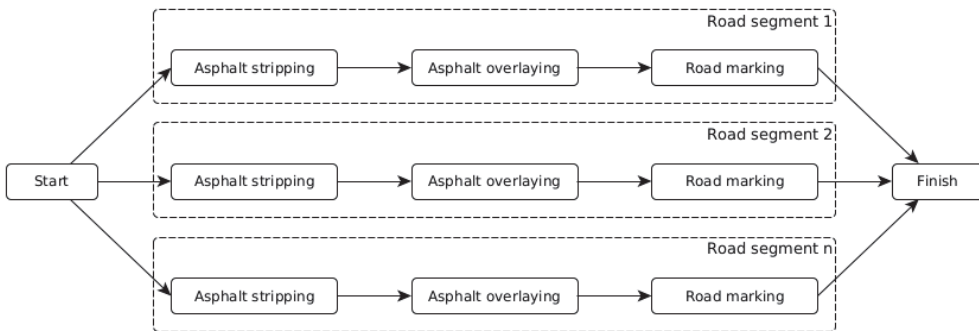 Road segment 1
Asphalt stripping Asphalt overlaying Road marking
Road segment 2
Start Asphalt stripping Asphalt overlaying Road marking Finish
Road segment n
Asphalt stripping Asphalt overlaying Road marking